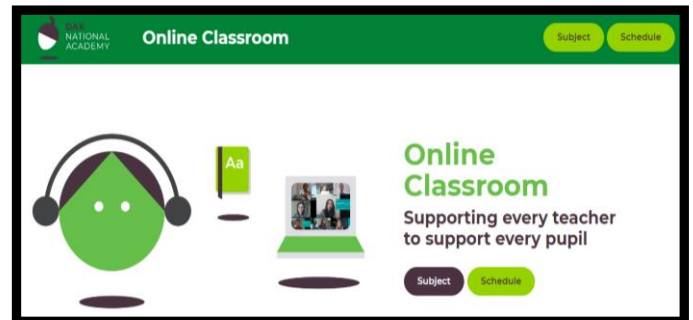 OAK
NATIONAL
ACADEMY
Online Classroom
Subject
Schedule
Aa
Online
Classroom
Supporting every teacher
to support every pupil
Subject
Schedule